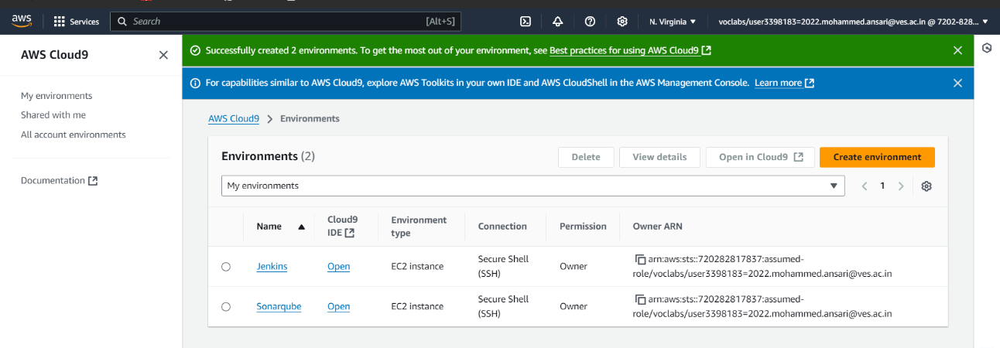 aws
Services
Search
[Alt+S]
N. Virginia
voclabs/user3398183=2022.mohammed.ansari@ves.ac.in @ 7202-828...
AWS Cloud9
My environments
Shared with me
All account environments
Documentation
Successfully created 2 environments. To get the most out of your environment, see Best practices for using AWS Cloud9
For capabilities similar to AWS Cloud9, explore AWS Toolkits in your own IDE and AWS CloudShell in the AWS Management Console. Learn more
AWS Cloud9 > Environments
Environments (2)
Delete
View details
Open in Cloud9
Create environment
My environments
1
Name
Cloud9
IDE
Environment
type
Connection
Permission
Owner ARN
Jenkins
Open
EC2 instance
Secure Shell
(SSH)
Owner
arn:aws:sts::720282817837:assumed-
role/voclabs/user3398183=2022.mohammed.ansari@ves.ac.in
Sonarqube
Open
EC2 instance
Secure Shell
(SSH)
Owner
arn:aws:sts::720282817837:assumed-
role/voclabs/user3398183=2022.mohammed.ansari@ves.ac.in